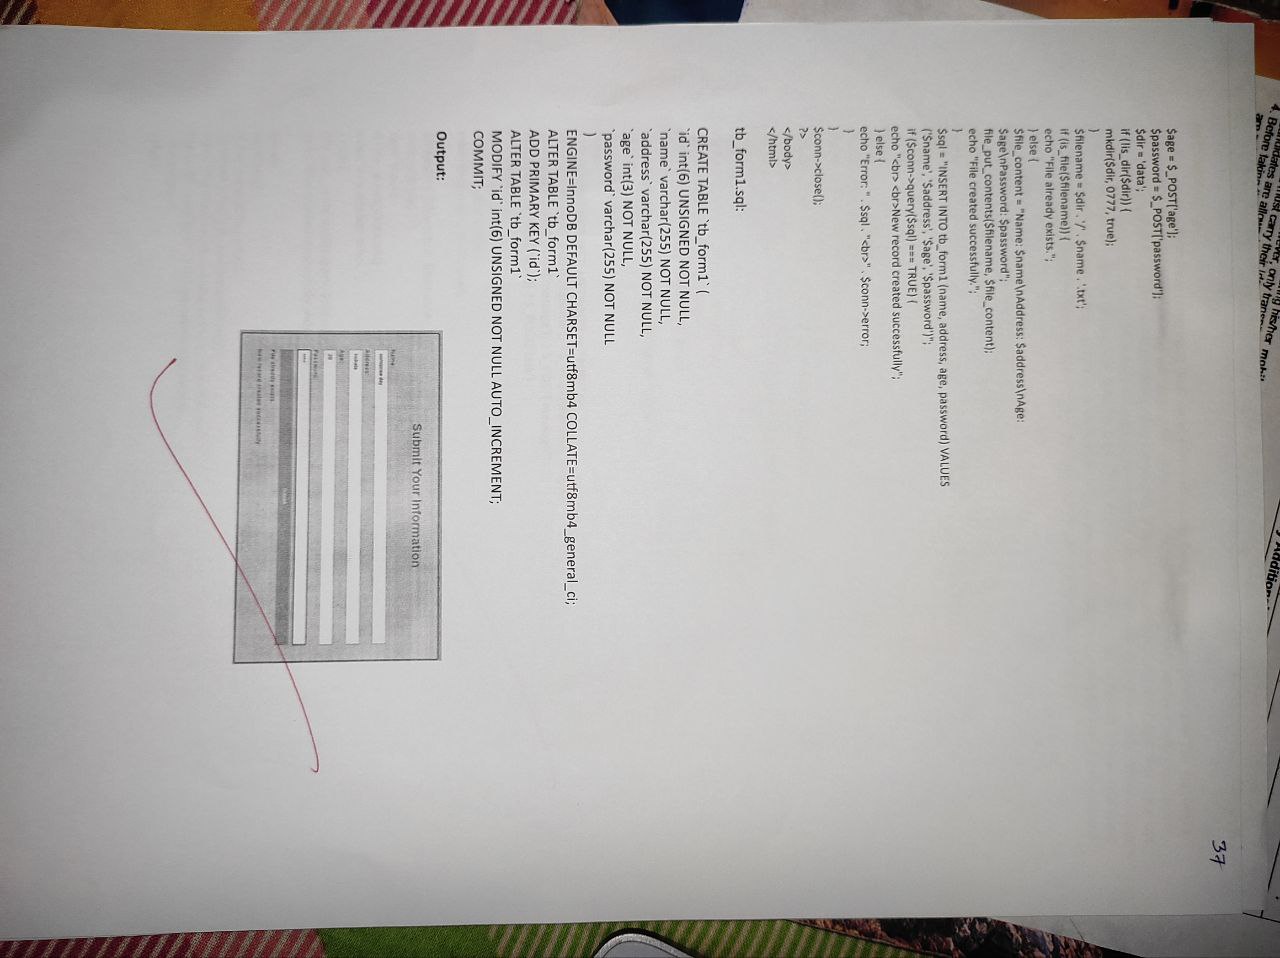 37
$age = $_POST['age'];
$password = $_POST['password'];
$dir = 'data';
if (!is_dir($dir)) {
mkdir($dir, 0777, true);
}
$filename = $dir . '/' . $name . '.txt';
if (is_file($filename)) {
echo "File already exists.";
} else {
$file_content = "Name: $name\nAddress: $address\nAge:
$age\nPassword: $password";
file_put_contents($filename, $file_content);
echo "File created successfully.";
}
$sql = "INSERT INTO tb_form1 (name, address, age, password) VALUES
('$name', '$address', '$age', '$password')";
if ($conn->query($sql) === TRUE) {
echo "<br> <br>New record created successfully";
} else {
echo "Error: " . $sql . "<br>" . $conn->error;
}
}
$conn->close();
?>
</body>
</html>
tb_form1.sql:
CREATE TABLE `tb_form1` (
`id` int(6) UNSIGNED NOT NULL,
`name` varchar(255) NOT NULL,
`address` varchar(255) NOT NULL,
`age` int(3) NOT NULL,
`password` varchar(255) NOT NULL
)
ENGINE=InnoDB DEFAULT CHARSET=utf8mb4 COLLATE=utf8mb4_general_ci;
ALTER TABLE `tb_form1`
ADD PRIMARY KEY (`id`);
ALTER TABLE `tb_form1`
MODIFY `id` int(6) UNSIGNED NOT NULL AUTO_INCREMENT;
COMMIT;
Output:
Submit Your Information
Name:
Address:
Age:
20
Password:
File already exists.
New record created successfully